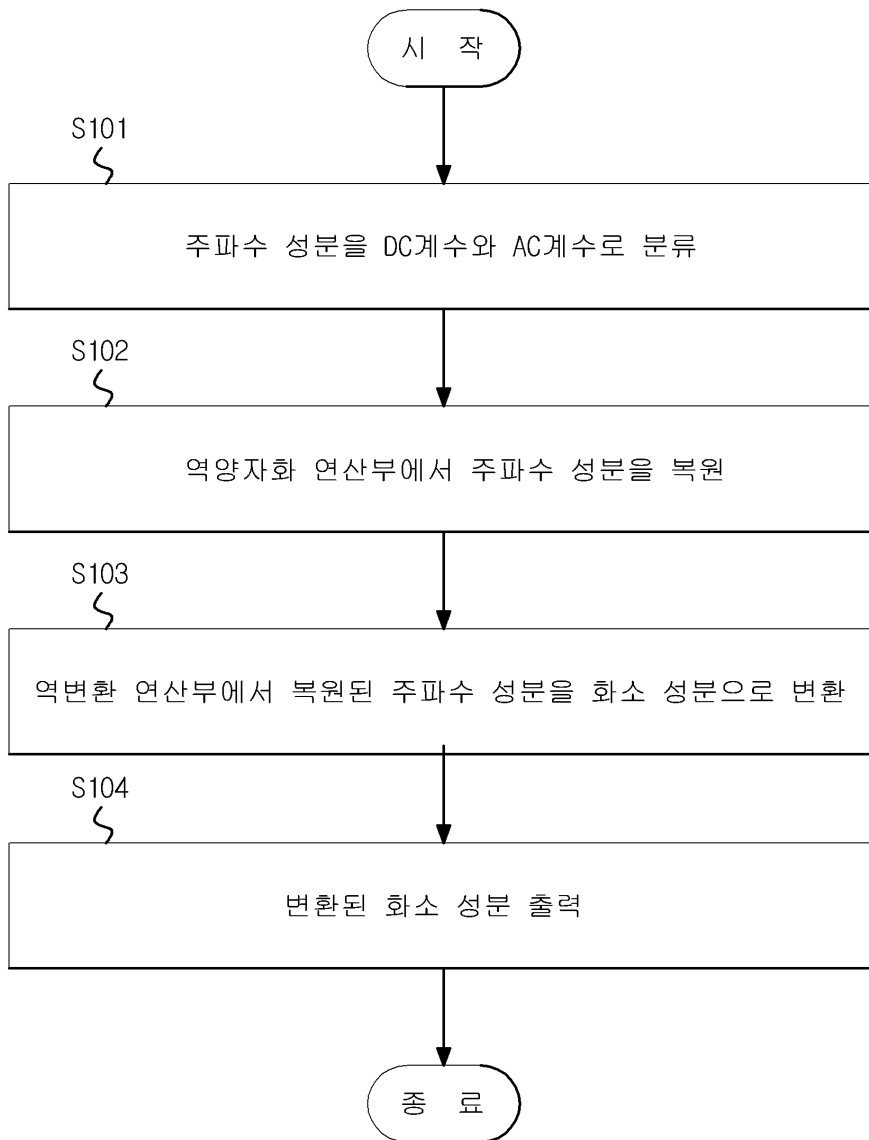 시 작
S101
주파수 성분을 DC계수와 AC계수로 분류
S102
역양자화 연산부에서 주파수 성분을 복원
S103
역변환 연산부에서 복원된 주파수 성분을 화소 성분으로 변환
S104
변환된 화소 성분 출력
종 료